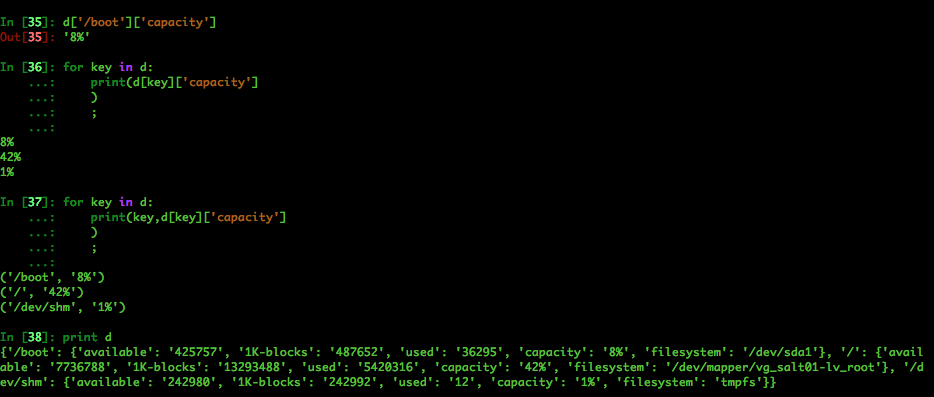 In [35]: d['/boot']['capacity']
Out[35]: '8%'
In [36]: for key in d:
...:     print(d[key]['capacity']
...:     )
...:     ;
...:
8%
42%
1%
In [37]: for key in d:
...:     print(key,d[key]['capacity']
...:     )
...:     ;
...:
('/boot', '8%')
('/', '42%')
('/dev/shm', '1%')
In [38]: print d
{'/boot': {'available': '425757', '1K-blocks': '487652', 'used': '36295', 'capacity': '8%', 'filesystem': '/dev/sda1'}, '/': {'avail
able': '7736788', '1K-blocks': '13293488', 'used': '5420316', 'capacity': '42%', 'filesystem': '/dev/mapper/vg_salt01-lv_root'}, '/d
ev/shm': {'available': '242980', '1K-blocks': '242992', 'used': '12', 'capacity': '1%', 'filesystem': 'tmpfs'}}